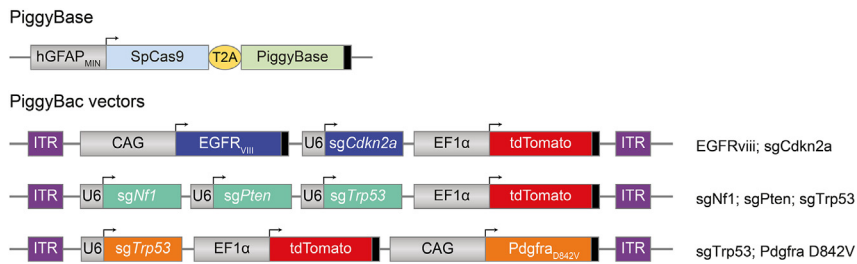 PiggyBase
hGFAPMIN SpCas9 T2A PiggyBase
PiggyBac vectors
ITR CAG EGFRVIII U6 sgCdkn2a EF1α tdTomato ITR EGFRviii; sgCdkn2a
ITR U6 sgNf1 U6 sgPten U6 sgTrp53 EF1α tdTomato ITR sgNf1; sgPten; sgTrp53
ITR U6 sgTrp53 EF1α tdTomato CAG PdgfraD842V ITR sgTrp53; Pdgfra D842V